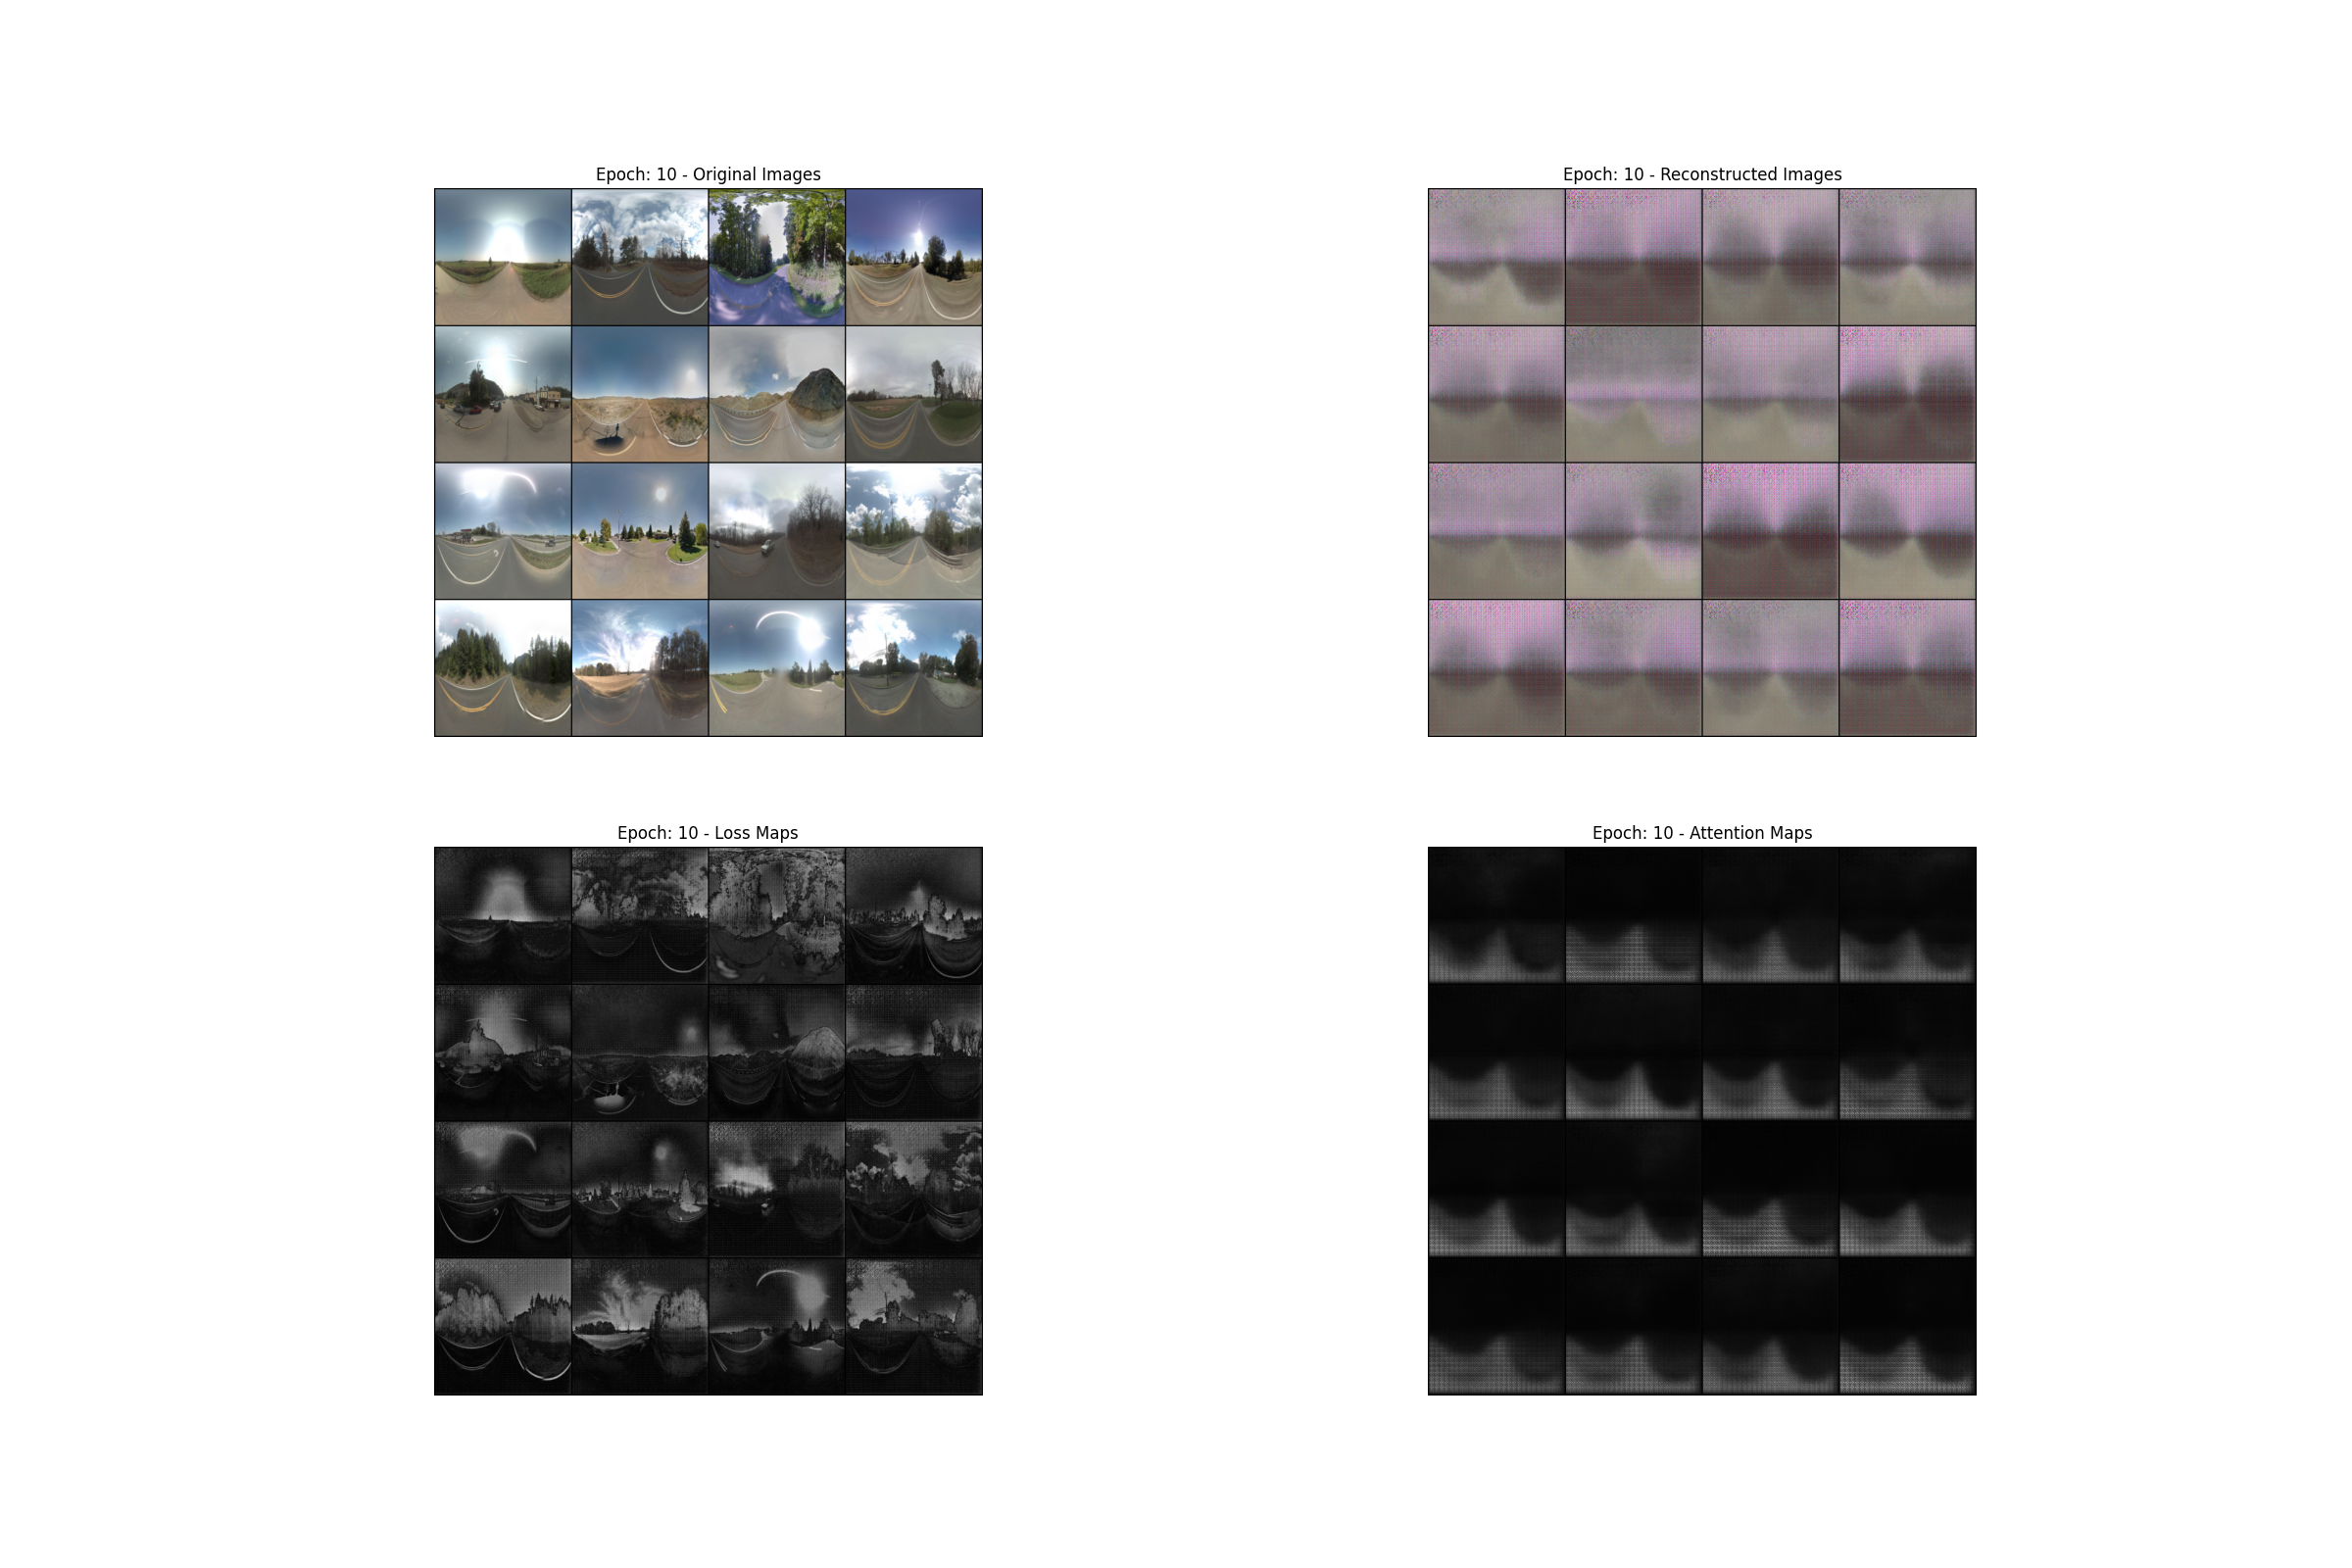 Epoch: 10 - Original Images
Epoch: 10 - Reconstructed Images
Epoch: 10 - Loss Maps
Epoch: 10 - Attention Maps